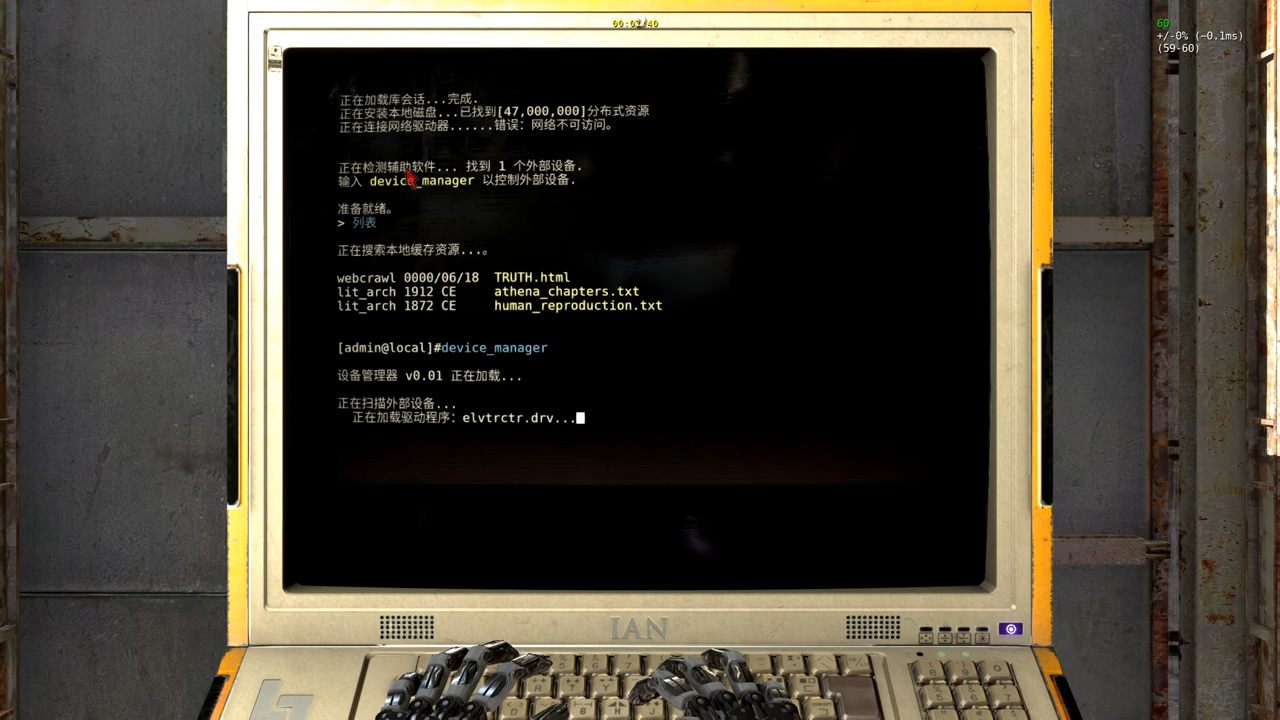 00:01:40
60
+/-0% (~0.1ms)
(59-60)
正在加载库会话...完成.
正在安装本地磁盘...已找到[47,000,000]分布式资源
正在连接网络驱动器......错误: 网络不可访问。
正在检测辅助软件... 找到 1 个外部设备.
输入 device_manager 以控制外部设备.
准备就绪。
> 列表
正在搜索本地缓存资源...。
webcrawl 0000/06/18 TRUTH.html
lit_arch 1912 CE athena_chapters.txt
lit_arch 1872 CE human_reproduction.txt
[admin@local]#device_manager
设备管理器 v0.01 正在加载...
正在扫描外部设备...
正在加载驱动程序: elvtrctr.drv...
IAN